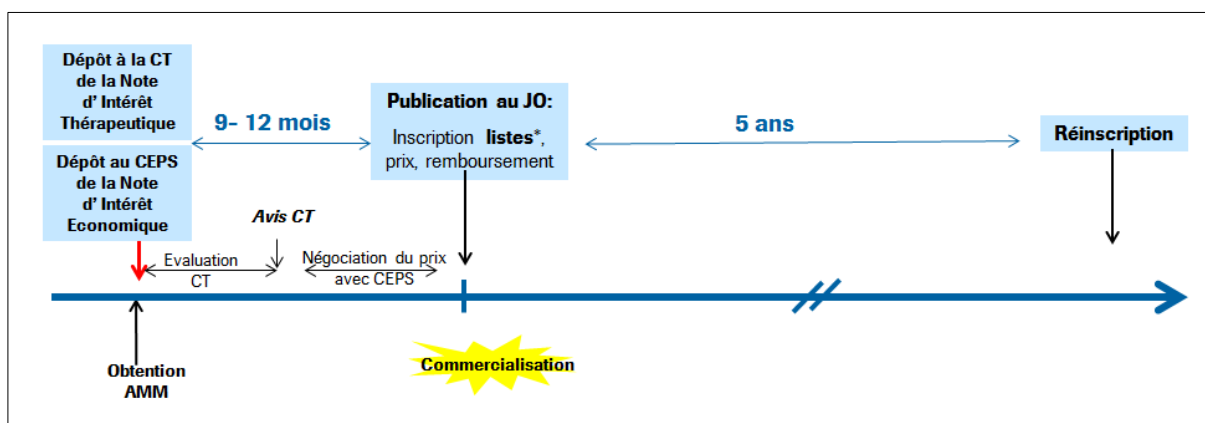 Dépôt à la CT
de la Note
d' Intérêt
Thérapeutique
Dépôt au CEPS
de la Note
d' Intérêt
Economique
9- 12 mois
Publication au JO:
Inscription listes*,
prix, remboursement
5 ans
Réinscription
Avis CT
Evaluation
CT
Négociation du prix
avec CEPS
Obtention
AMM
Commercialisation